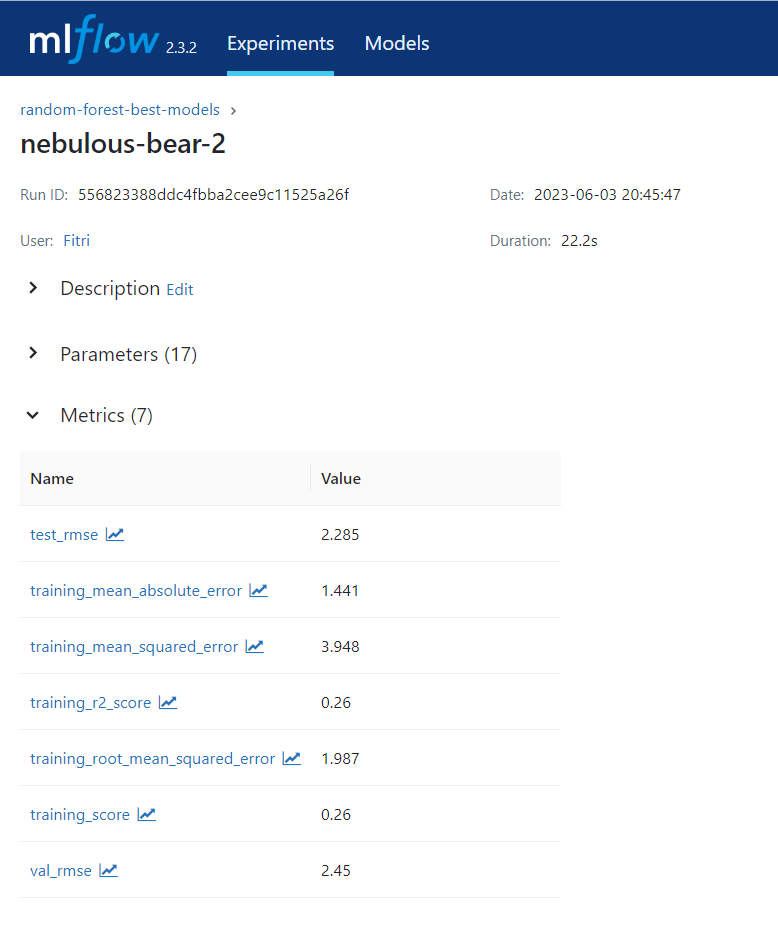 mlflow 2.3.2 Experiments Models
random-forest-best-models
nebulous-bear-2
Run ID: 556823388ddc4fbba2cee9c11525a26f Date: 2023-06-03 20:45:47
User: Fitri Duration: 22.2s
Description Edit
Parameters (17)
Metrics (7)
Name Value
test_rmse 2.285
training_mean_absolute_error 1.441
training_mean_squared_error 3.948
training_r2_score 0.26
training_root_mean_squared_error 1.987
training_score 0.26
val_rmse 2.45